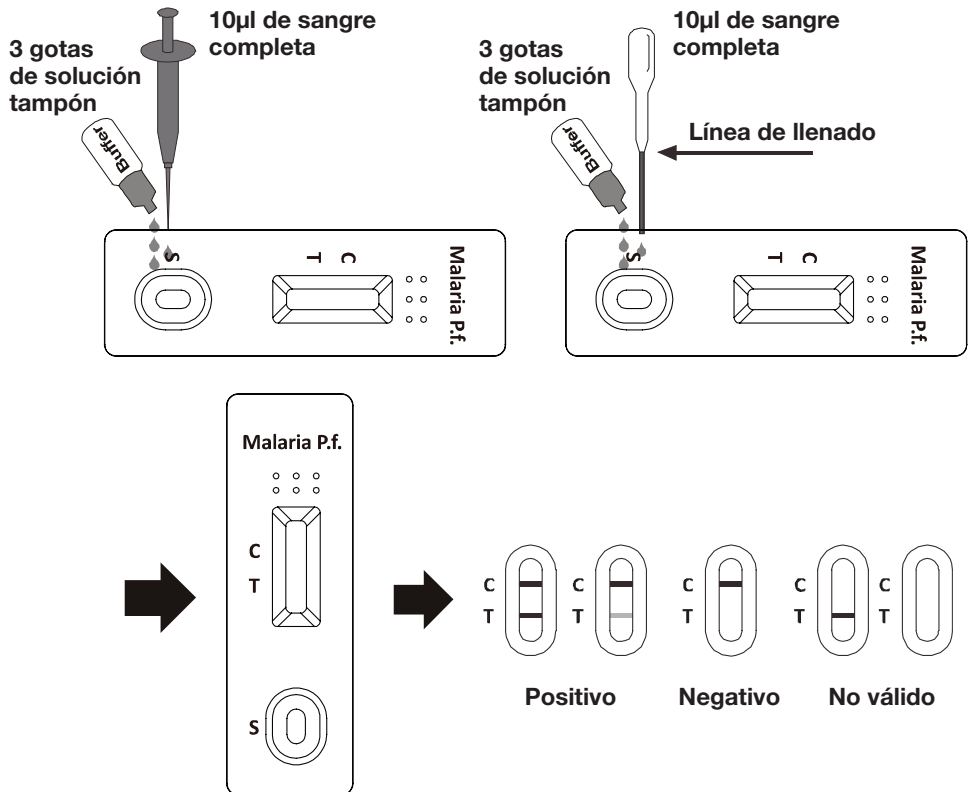 10µl de sangre
completa
3 gotas
de solución
tampón
Buffer
S
T C
Malaria P.f.
10µl de sangre
completa
3 gotas
de solución
tampón
Línea de llenado
Buffer
S
T C
Malaria P.f.
Malaria P.f.
C
T
S
C C C C C
T T T T T
Positivo Negativo No válido